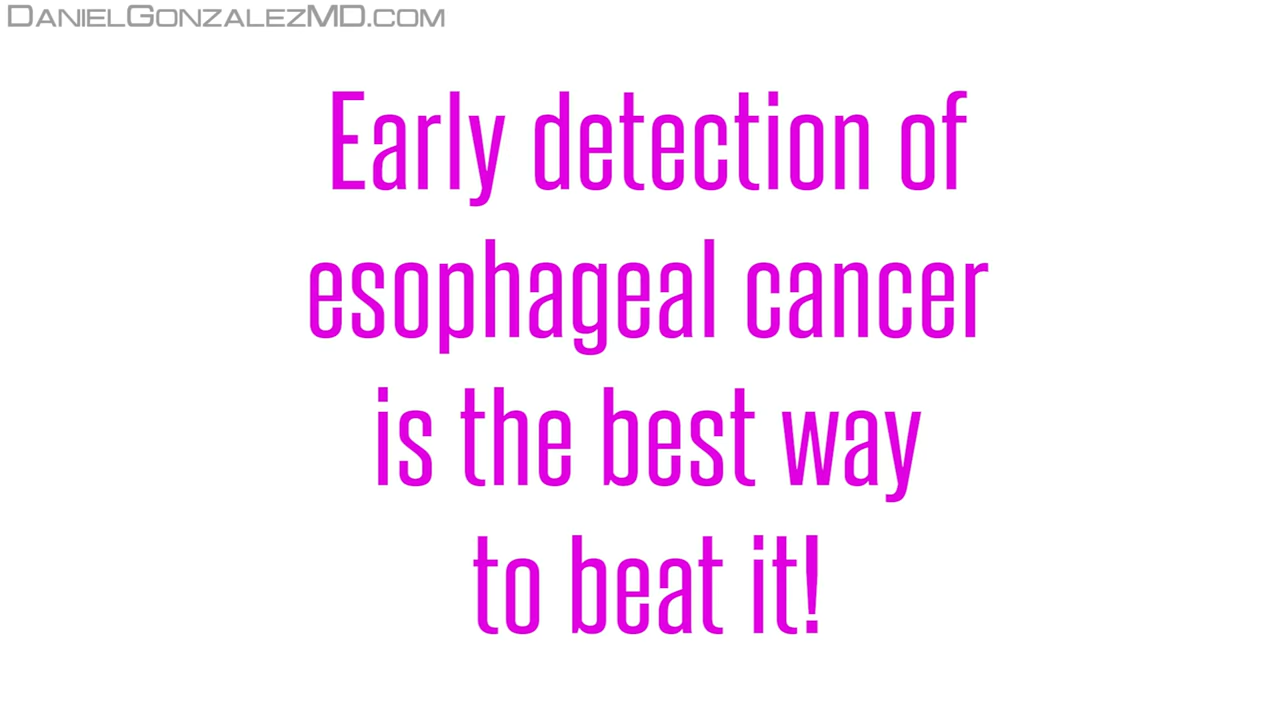 DanielGonzalezMD.com
Early detection of
esophageal cancer
is the best way
to beat it!